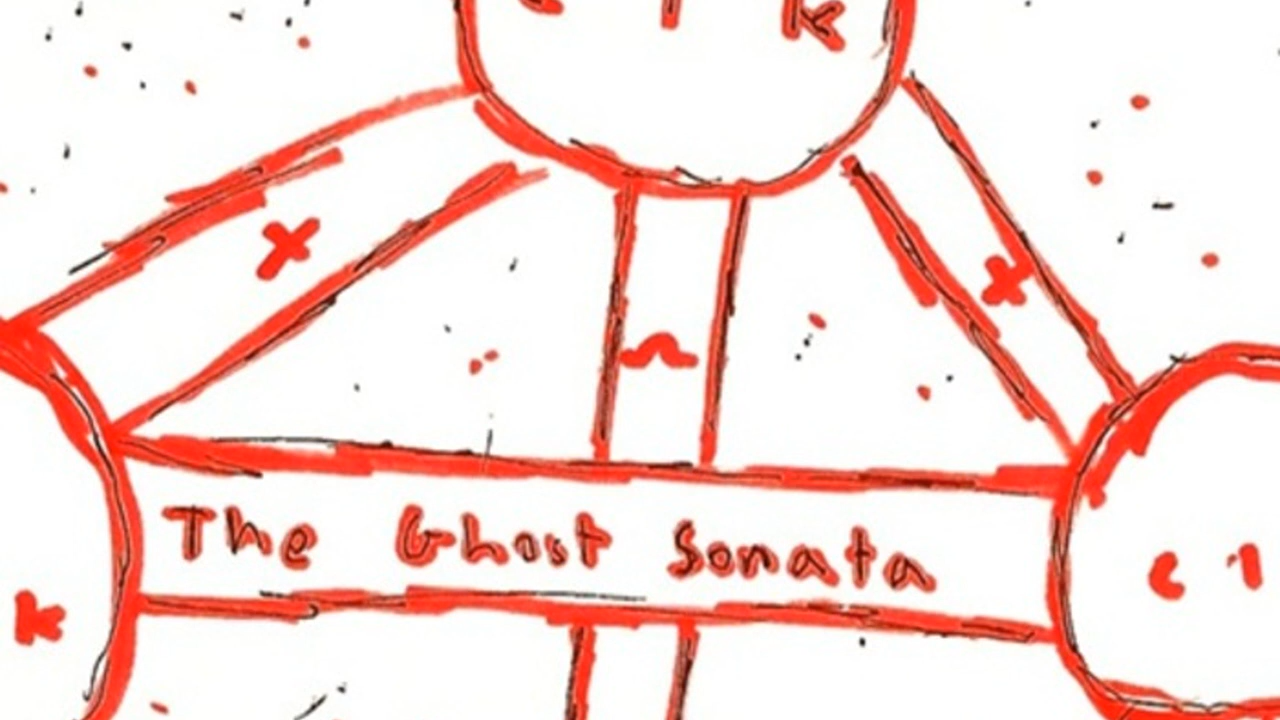 c i k
x
x
The Ghost Sonata
k
c i